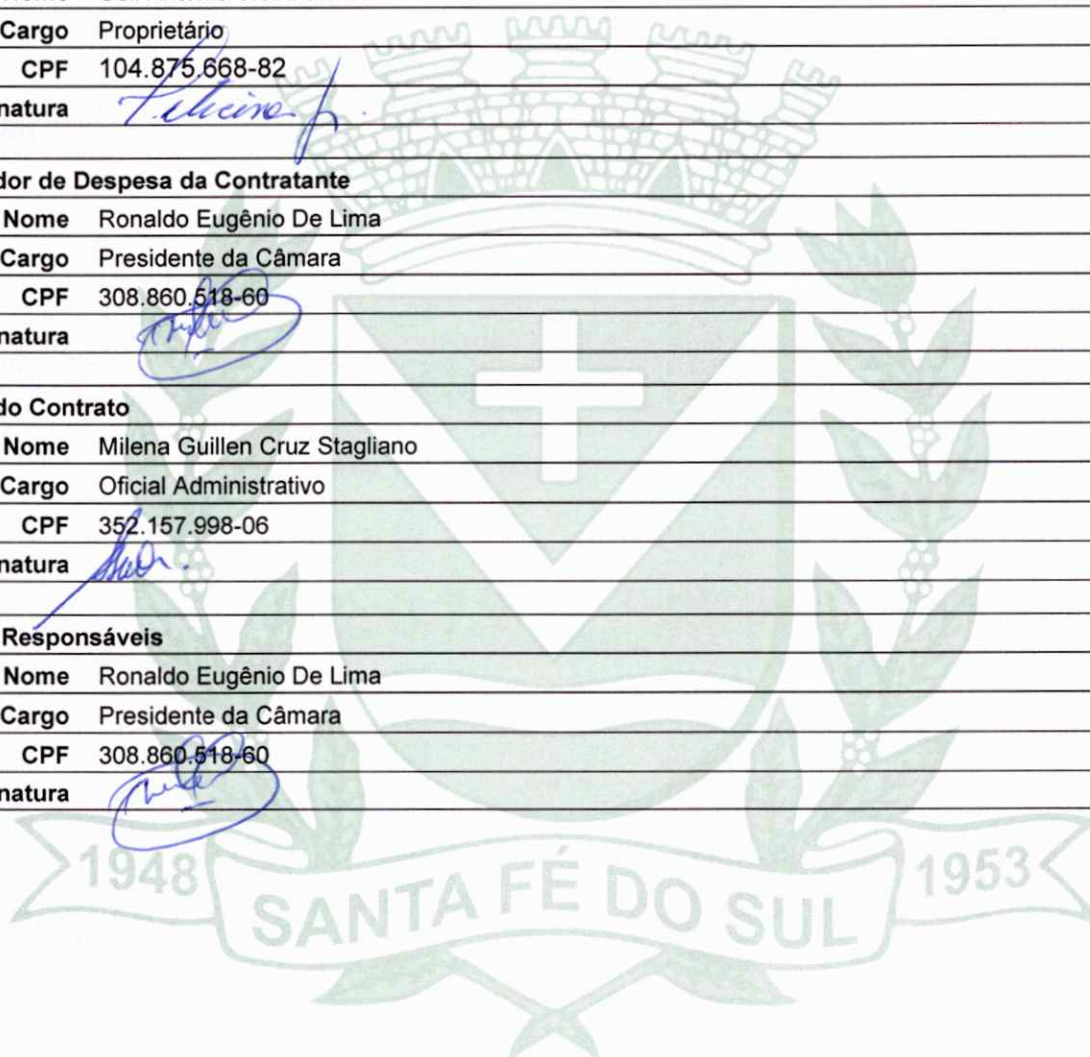 Cargo Proprietário
CPF 104.875.668-82
natura
dor de Despesa da Contratante
Nome Ronaldo Eugênio De Lima
Cargo Presidente da Câmara
CPF 308.860.518-60
natura
do Contrato
Nome Milena Guillen Cruz Stagliano
Cargo Oficial Administrativo
CPF 352.157.998-06
natura
Responsáveis
Nome Ronaldo Eugênio De Lima
Cargo Presidente da Câmara
CPF 308.860.518-60
natura
1948 SANTA FÉ DO SUL 1953